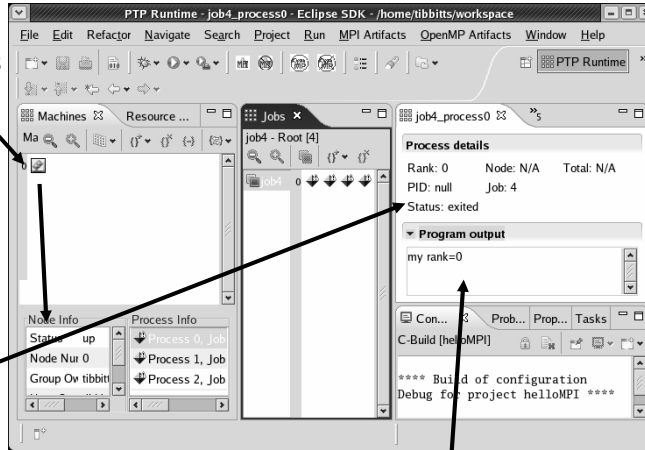 PTP Runtime - job4_process0 - Eclipse SDK - /home/tibbitts/workspace
File Edit Refactor Navigate Search Project Run MPI Artifacts OpenMP Artifacts Window Help
PTP Runtime
Machines Resource ...
Ma
0
Node Info
Status up
Node Nur 0
Group Ow tibbitt
Process Info
Process 0, Job
Process 1, Job
Process 2, Job
Jobs
job4 - Root [4]
job4 0
job4_process0 »5
Process details
Rank: 0 Node: N/A Total: N/A
PID: null Job: 4
Status: exited
Program output
my rank=0
Con... Prob... Prop... Tasks
C-Build [helloMPI]
**** Build of configuration
Debug for project helloMPI ****